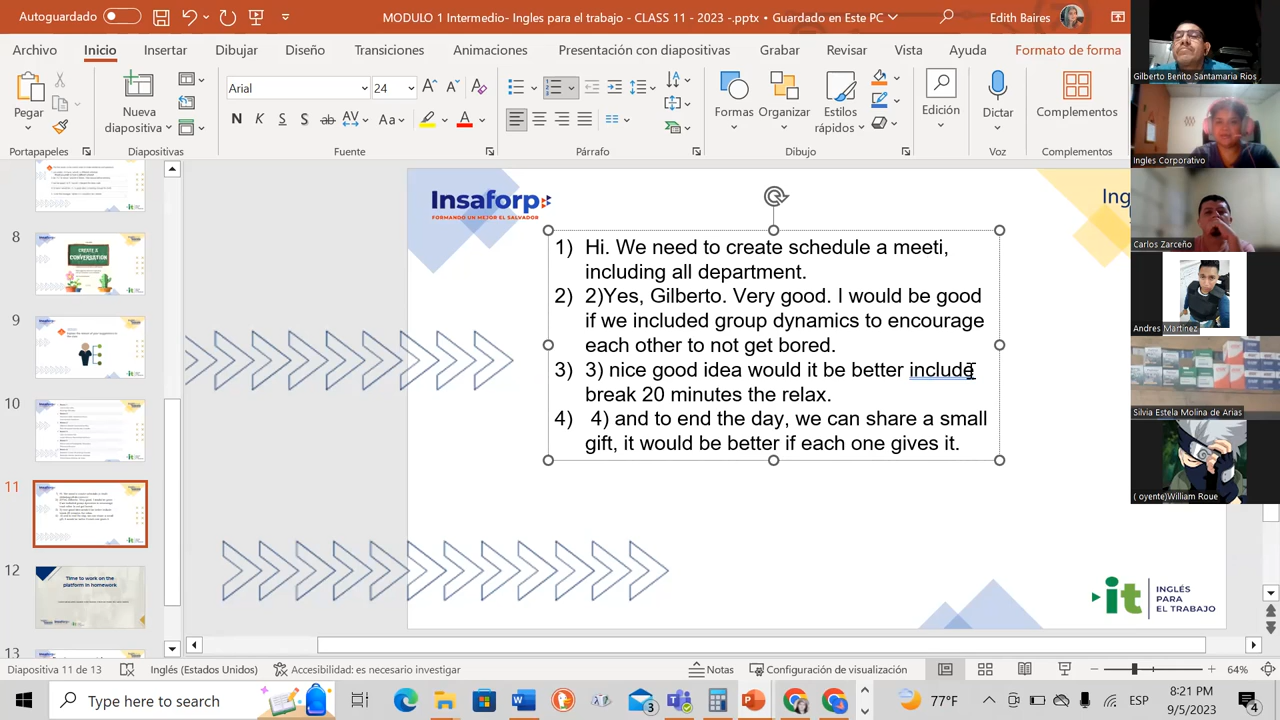 Autoguardado
MODULO 1 Intermedio- Ingles para el trabajo - CLASS 11 - 2023 -.pptx • Guardado en Este PC
Edith Baires
Archivo Inicio Insertar Dibujar Diseño Transiciones Animaciones Presentación con diapositivas Grabar Revisar Vista Ayuda Formato de forma
Pegar
Nueva
diapositiva
Arial 24
N K S S ab AV Aa A
Formas Organizar Estilos
rápidos
Edición Dictar Complementos
Portapapeles Diapositivas Fuente Párrafo Dibujo Voz Complementos
Gilberto Benito Santamaria Rios
Ingles Corporativo
Carlos Zarceño
Andres Martinez
Silvia Estela Molina de Arias
( oyente)William Roue
8
CREATE A
CONVERSATION
9
10
11
12
Time to work on the
platform in homework
13
Insaforp
FORMANDO UN MEJOR EL SALVADOR
Ing
1) Hi. We need to create schedule a meeti,
including all department.
2) 2)Yes, Gilberto. Very good. I would be good
if we included group dynamics to encourage
each other to not get bored.
3) 3) nice good idea would it be better include
break 20 minutes the relax.
4) 4) and to end the day, we can share a small
gift, it would be better if each one gives it.
it INGLÉS
PARA
EL TRABAJO
Diapositiva 11 de 13 Inglés (Estados Unidos) Accesibilidad: es necesario investigar Notas Configuración de visualización 64%
Type here to search
3
77°F
ESP
8:21 PM
9/5/2023
4